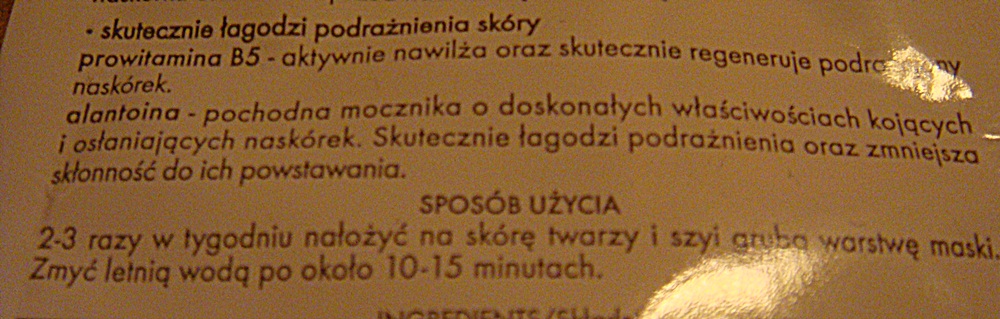 • skutecznie łagodzi podrażnienia skóry
prowitamina B5 - aktywnie nawilża oraz skutecznie regeneruje
naskórek.
alantoina - pochodna mocznika o doskonałych właściwościach kojących
i osłaniających naskórek. Skutecznie łagodzi podrażnienia oraz zmniejsza
skłonność do ich powstawania.
SPOSÓB UŻYCIA
2-3 razy w tygodniu nałożyć na skórę twarzy i szyi grubą warstwę maski.
Zmyć letnią wodą po około 10-15 minutach.